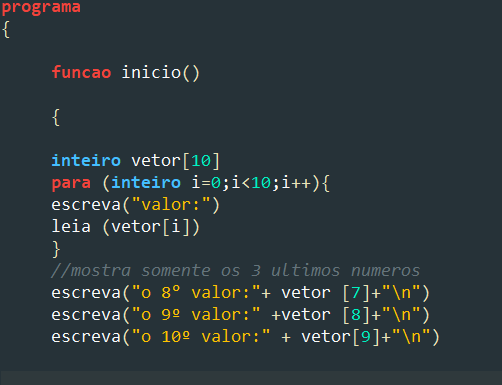 programa
{
funcao inicio()
{
inteiro vetor[10]
para (inteiro i=0;i<10;i++){
escreva("valor:")
leia (vetor[i])
}
//mostra somente os 3 ultimos numeros
escreva("o 8º valor:"+ vetor [7]+"\n")
escreva("o 9º valor:" +vetor [8]+"\n")
escreva("o 10º valor:" + vetor[9]+"\n")